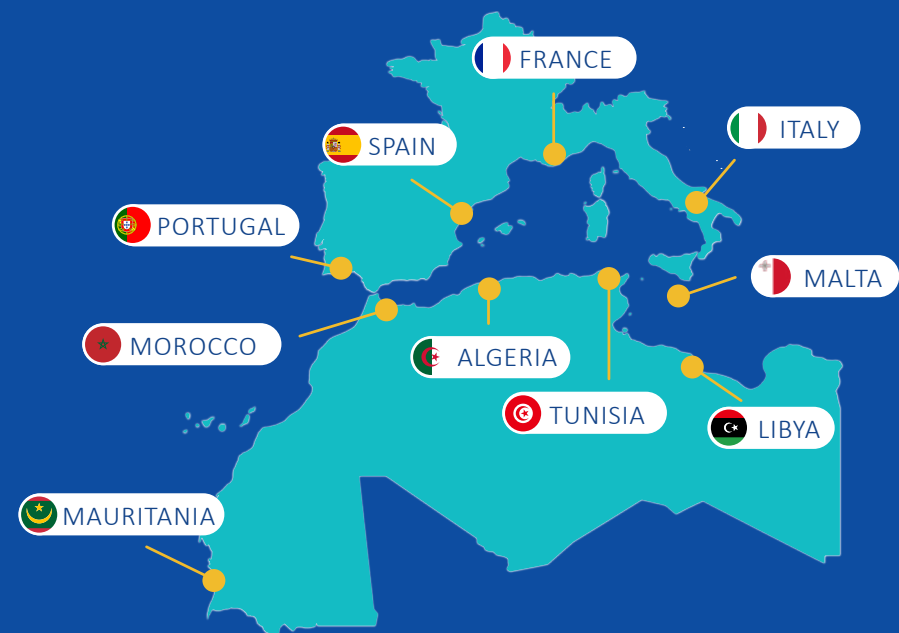 FRANCE
ITALY
SPAIN
PORTUGAL
MALTA
MOROCCO
ALGERIA
TUNISIA
LIBYA
MAURITANIA